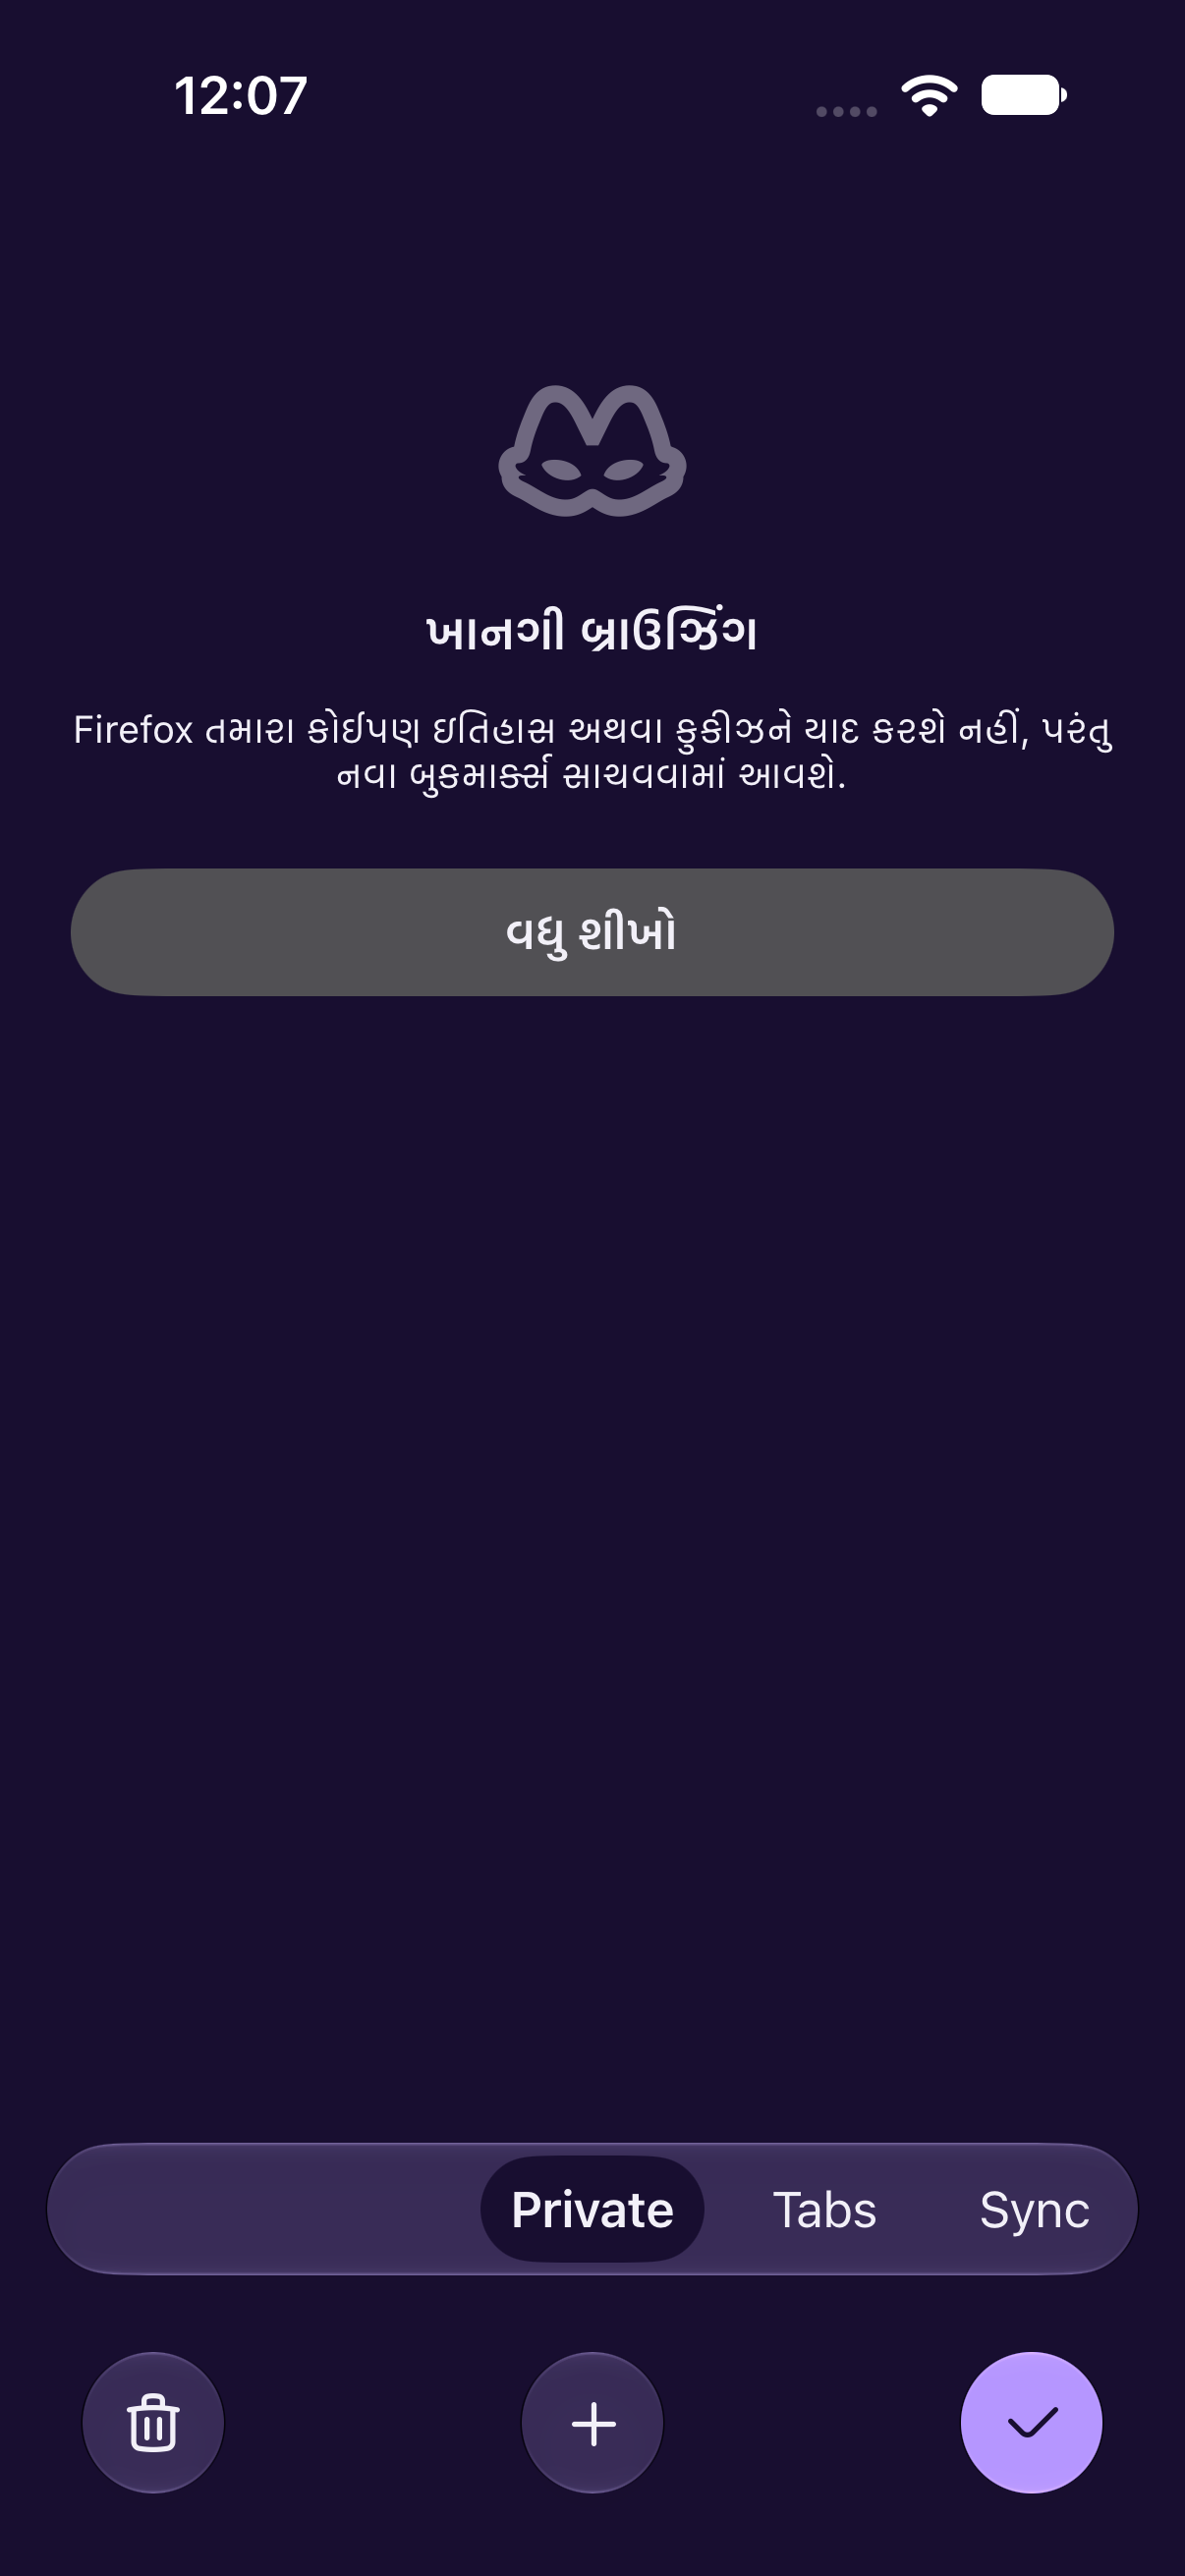 12:07
ખાનગી બ્રાઉઝિંગ
Firefox તમારા કોઈપણ ઇતિહાસ અથવા કુકીઝને યાદ કરશે નહીં, પરંતુ
નવા બુકમાર્ક્સ સાચવવામાં આવશે.
વધુ શીખો
Private Tabs Sync